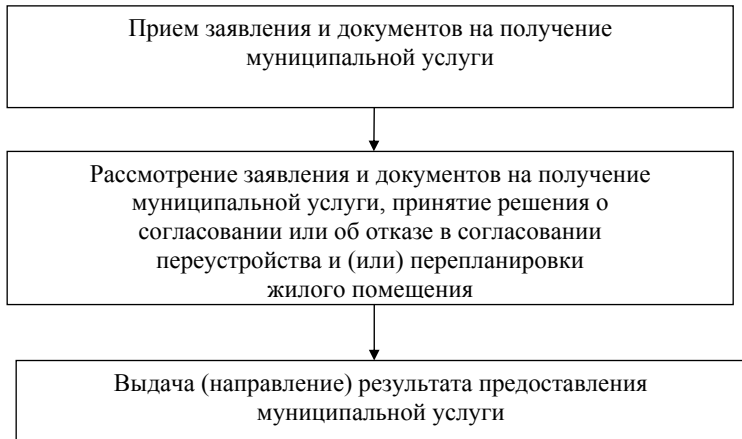 Прием заявления и документов на получение
муниципальной услуги
Рассмотрение заявления и документов на получение
муниципальной услуги, принятие решения о
согласовании или об отказе в согласовании
переустройства и (или) перепланировки
жилого помещения
Выдача (направление) результата предоставления
муниципальной услуги